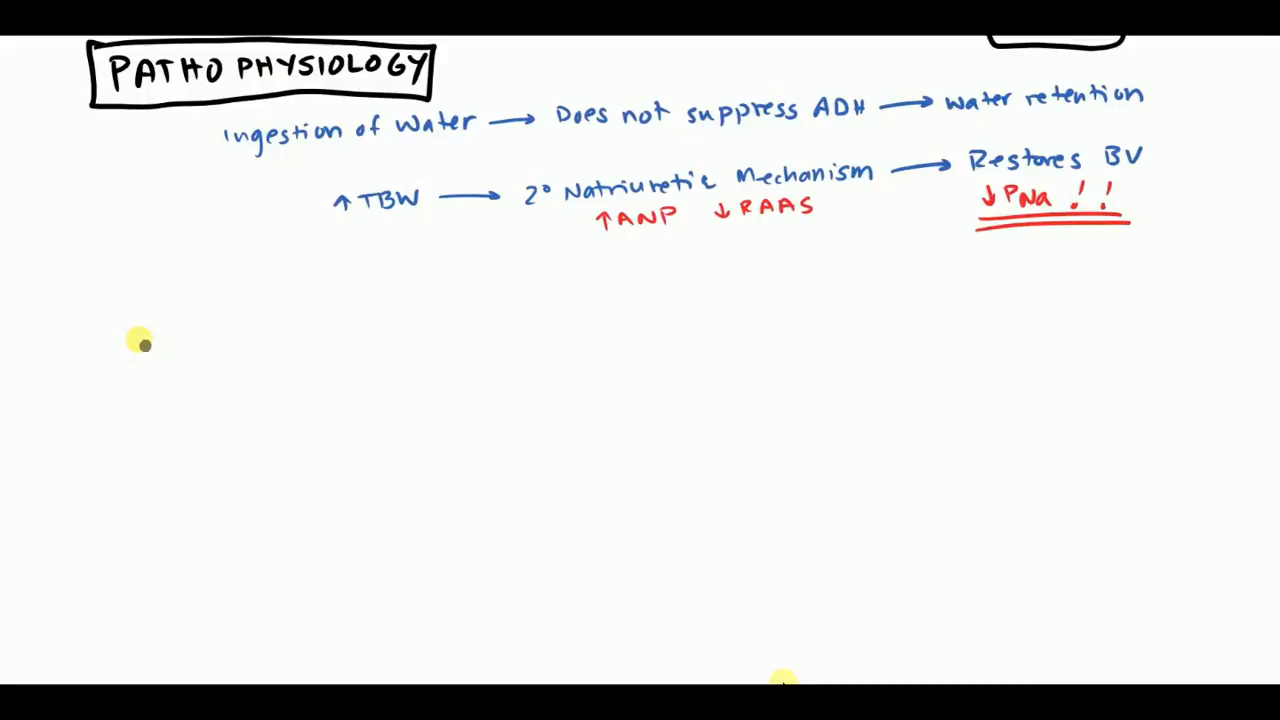 PATHOPHYSIOLOGY
Ingestion of Water → Does not suppress ADH → Water retention
↑TBW → 2° Natriuretic Mechanism → Restores BV
↑ANP ↓RAAS ↓PNa !!